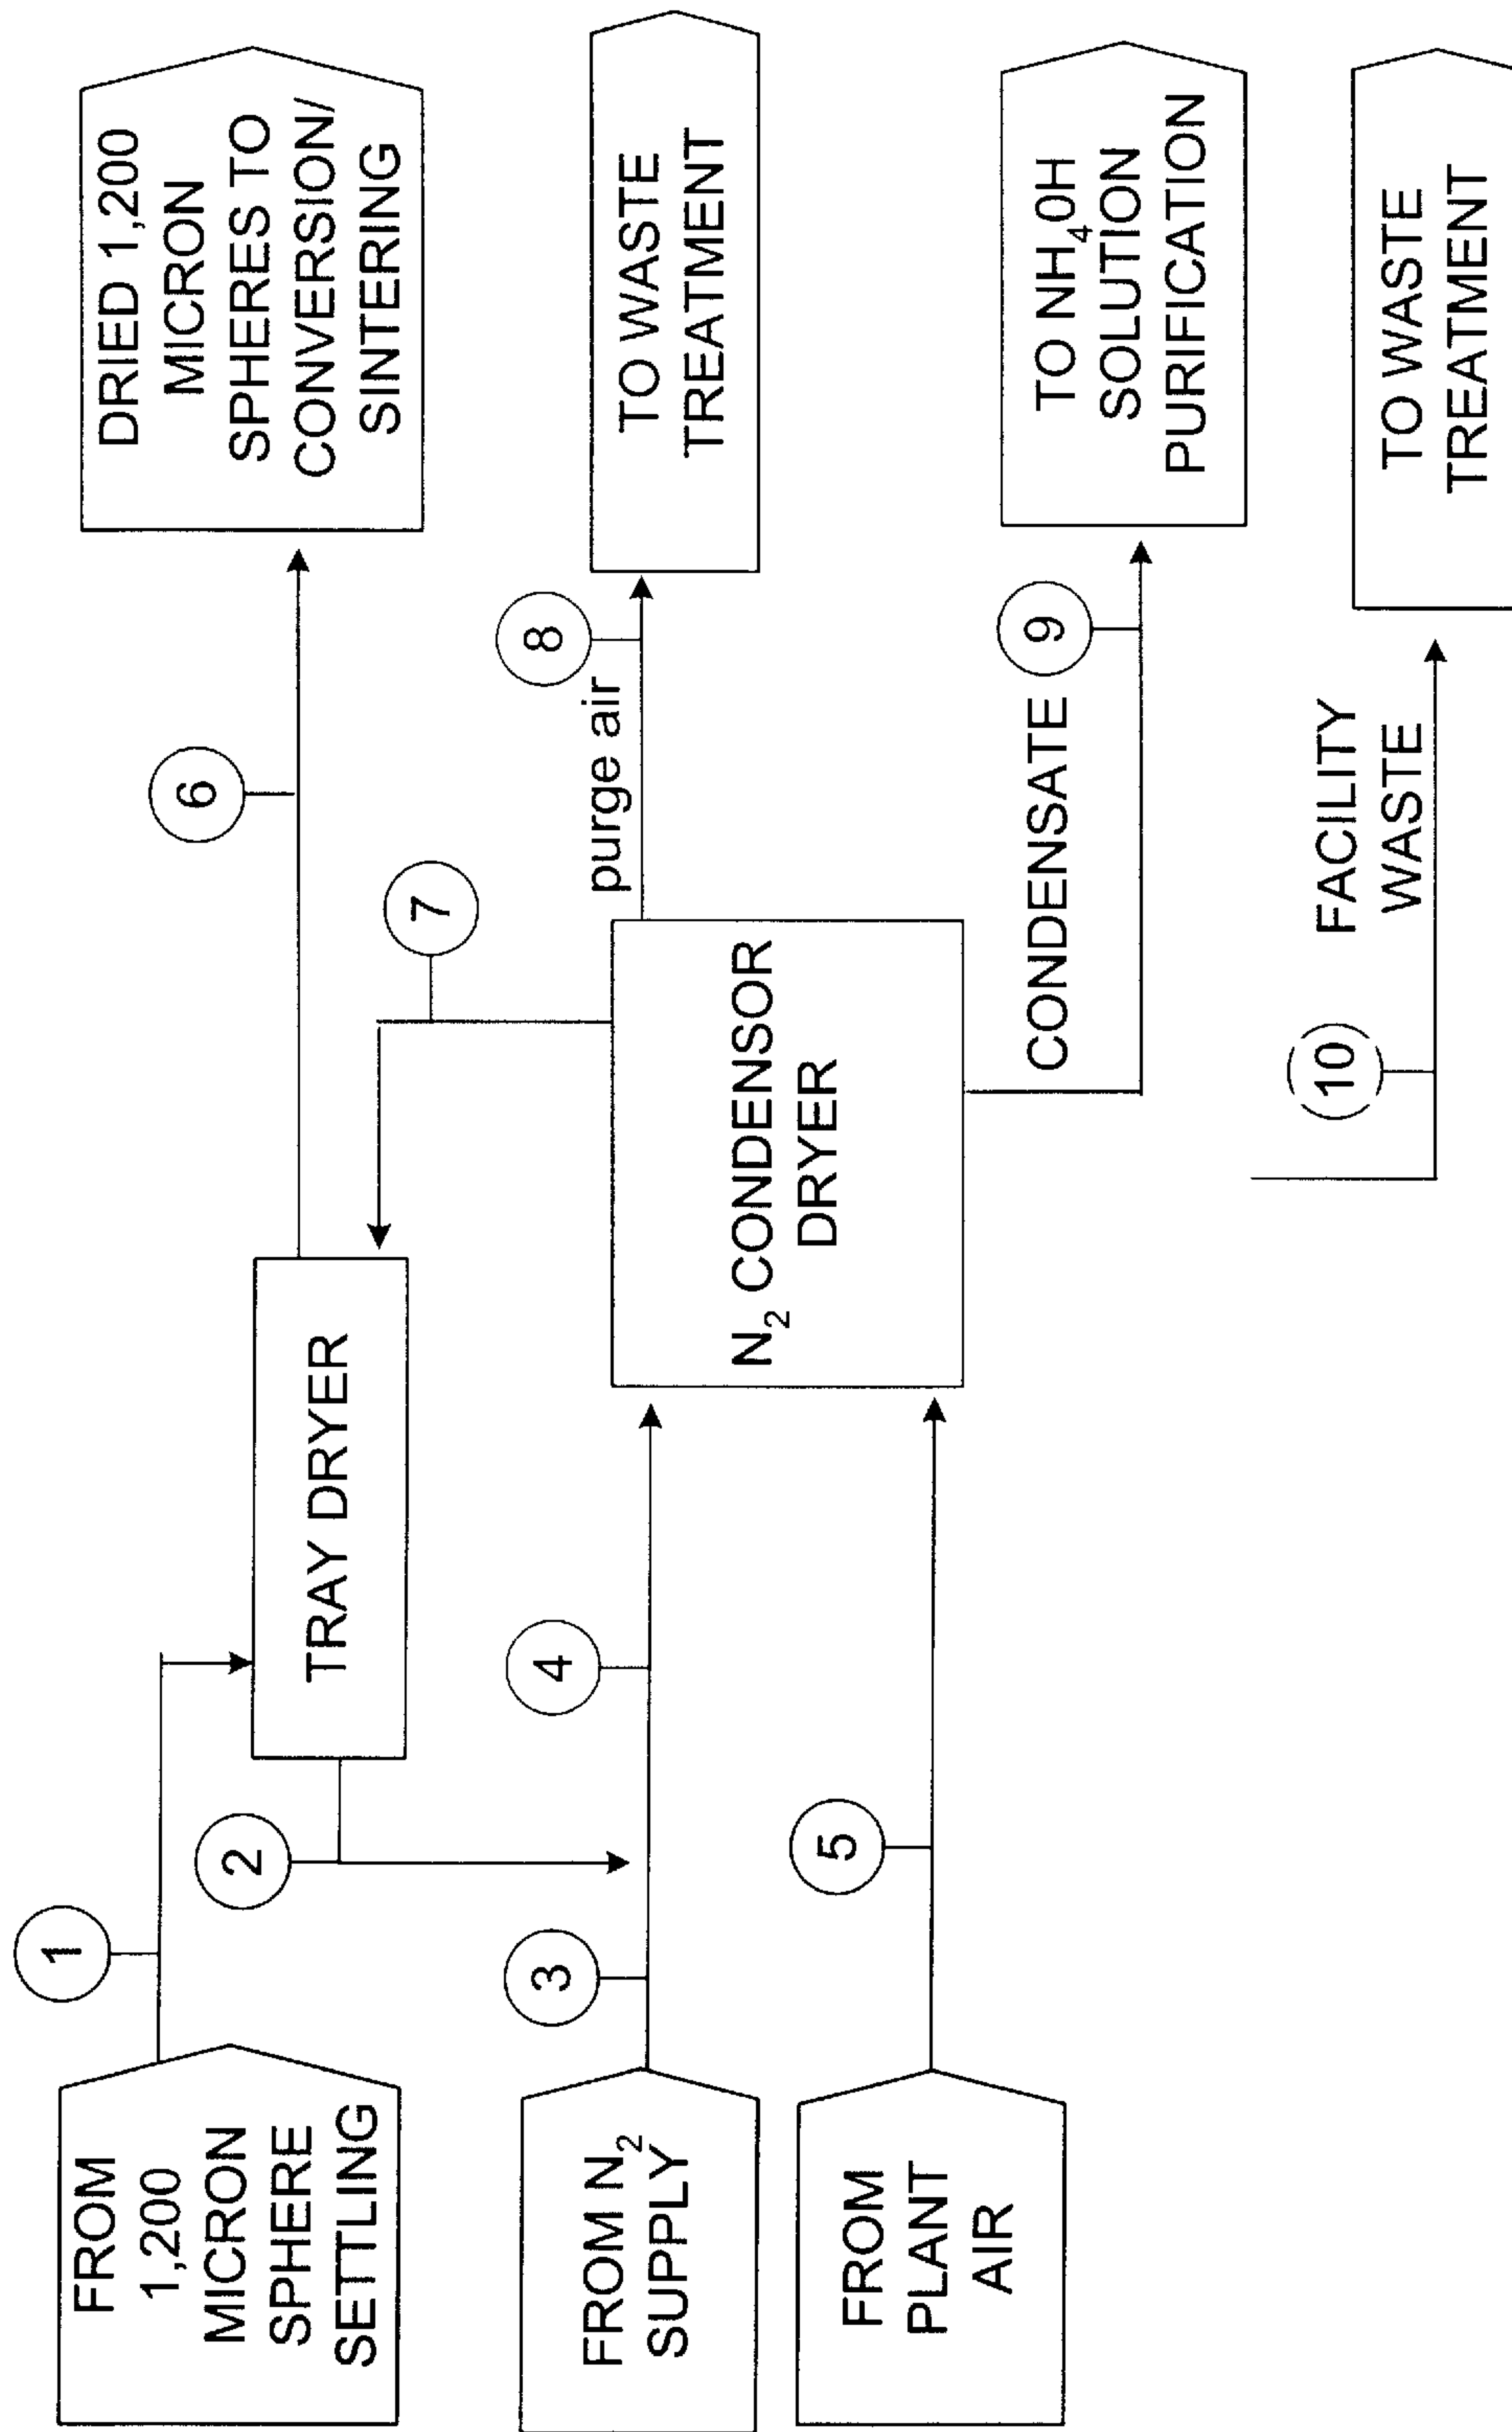 FROM
1,200
MICRON
SPHERE
SETTLING
1
TRAY DRYER
2
6
DRIED 1,200
MICRON
SPHERES TO
CONVERSION/
SINTERING
7
FROM N₂
SUPPLY
3
4
N₂ CONDENSOR
DRYER
purge air
8
TO WASTE
TREATMENT
FROM
PLANT
AIR
5
CONDENSATE
9
TO NH₄0H
SOLUTION
PURIFICATION
10
FACILITY
WASTE
TO WASTE
TREATMENT